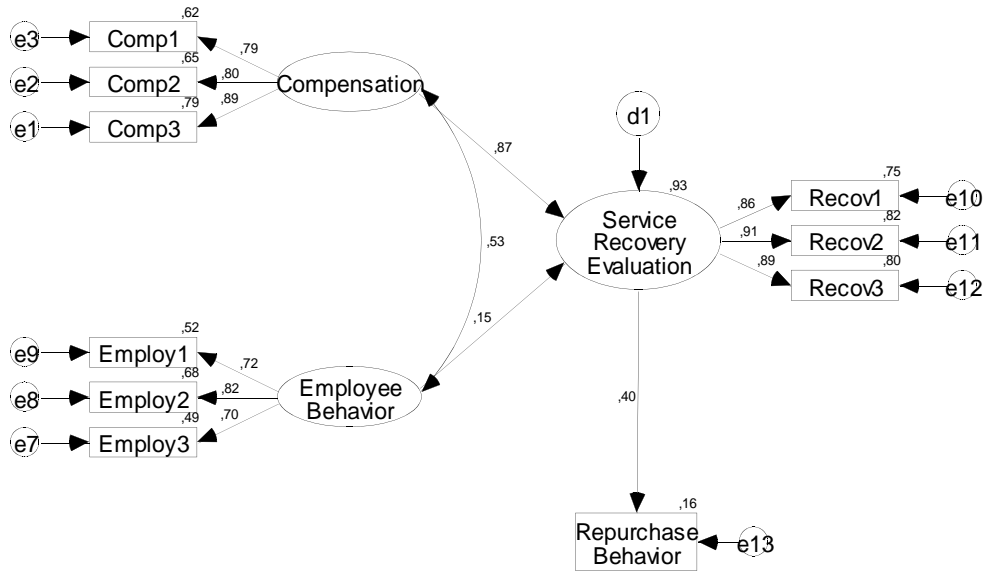 ,62
e3
Comp1
,79
,65
e2
Comp2
,80
Compensation
,79
,89
e1
Comp3
d1
,87
,93
,75
Service
Recovery
Evaluation
,86
Recov1
e10
,82
,91
Recov2
e11
,80
,89
Recov3
e12
,53
,15
,52
e9
Employ1
,72
,68
e8
Employ2
,82
Employee
Behavior
,49
,70
e7
Employ3
,40
,16
Repurchase
Behavior
e13